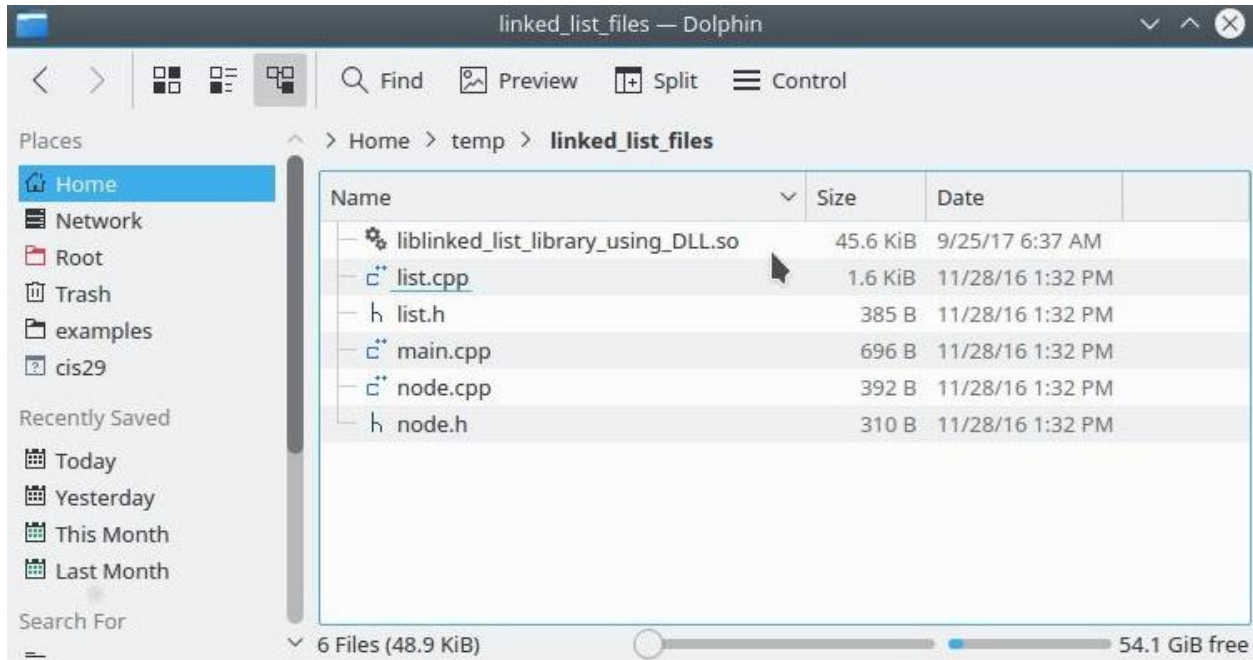 linked_list_files — Dolphin
Find Preview Split Control
Places
Home
Network
Root
Trash
examples
cis29
Recently Saved
Today
Yesterday
This Month
Last Month
Search For
> Home > temp > linked_list_files
Name Size Date
liblinked_list_library_using_DLL.so 45.6 KiB 9/25/17 6:37 AM
list.cpp 1.6 KiB 11/28/16 1:32 PM
list.h 385 B 11/28/16 1:32 PM
main.cpp 696 B 11/28/16 1:32 PM
node.cpp 392 B 11/28/16 1:32 PM
node.h 310 B 11/28/16 1:32 PM
6 Files (48.9 KiB) 54.1 GiB free